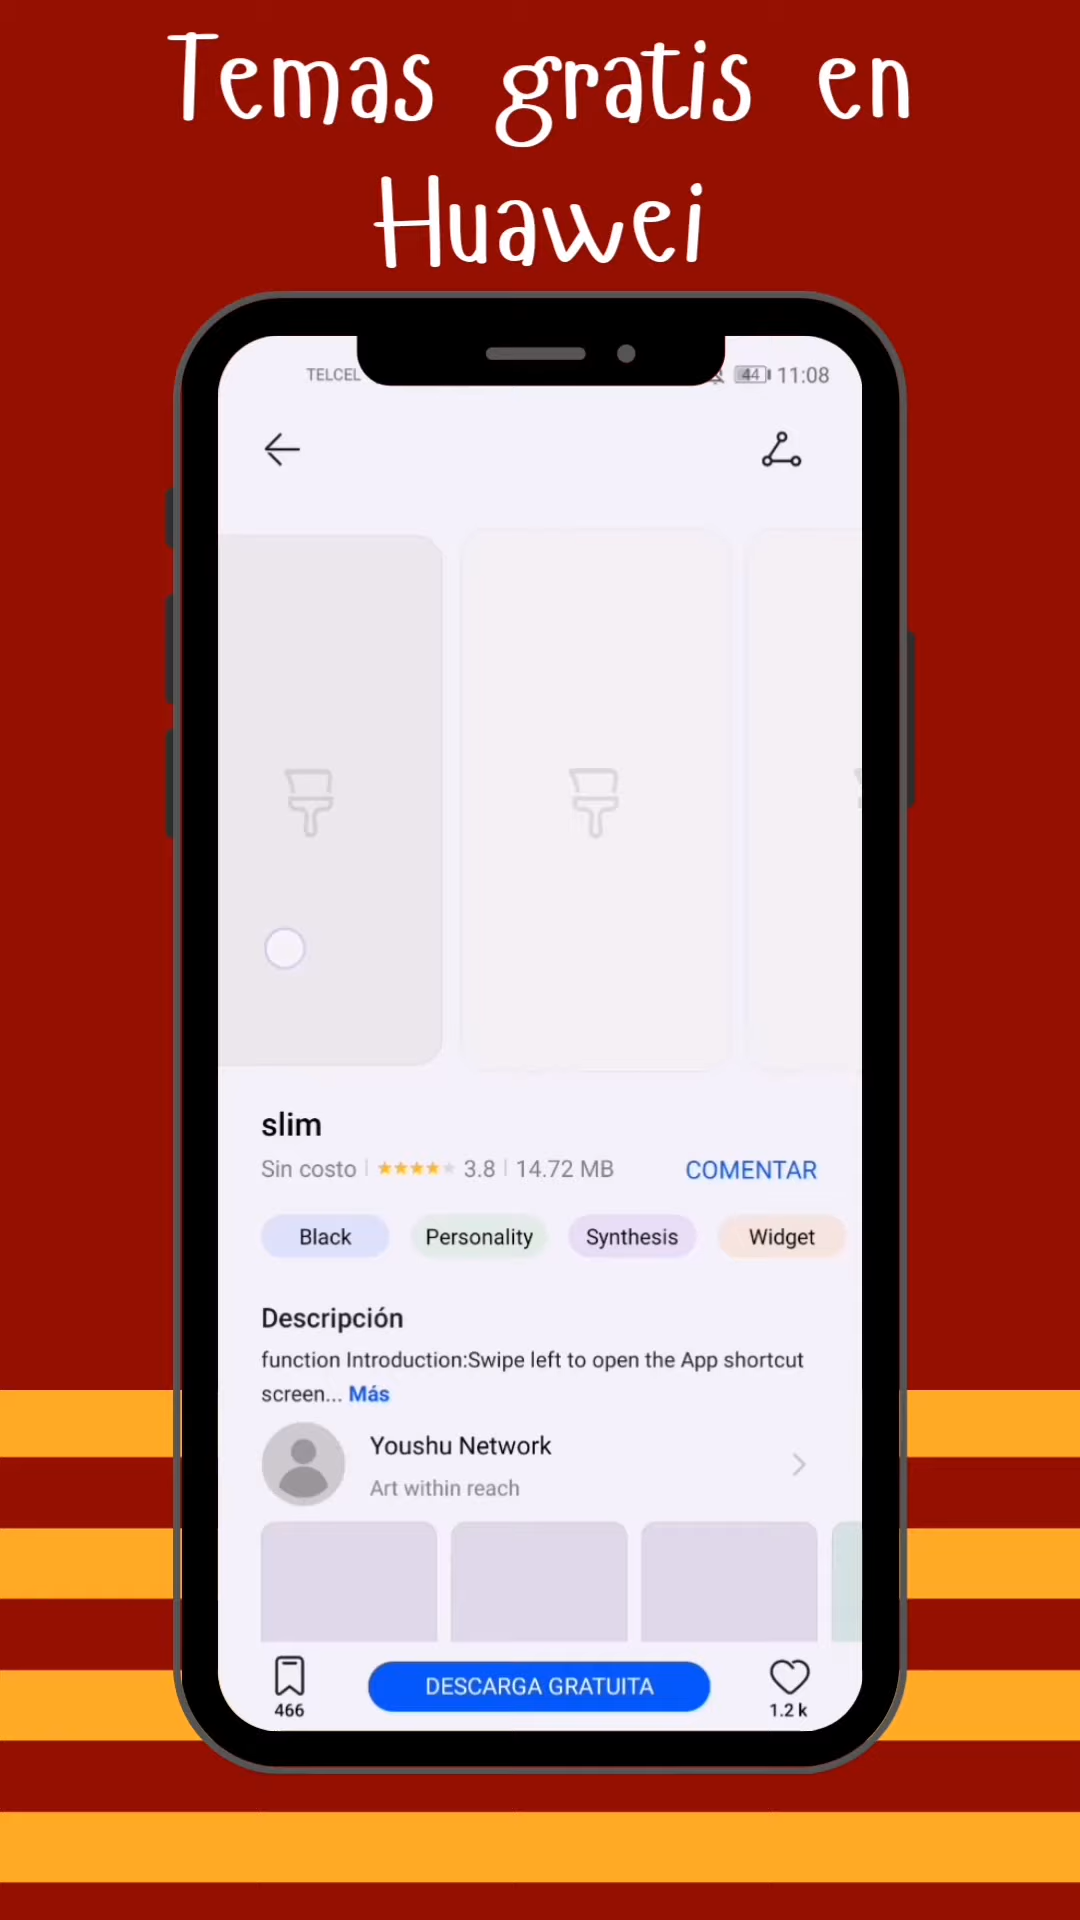 Temas gratis en
Huawei
TELCEL 44 11:08
slim
Sin costo 3.8 14.72 MB COMENTAR
Black Personality Synthesis Widget
Descripción
function Introduction:Swipe left to open the App shortcut
screen... Más
Youshu Network
Art within reach
DESCARGA GRATUITA
466 1.2 k